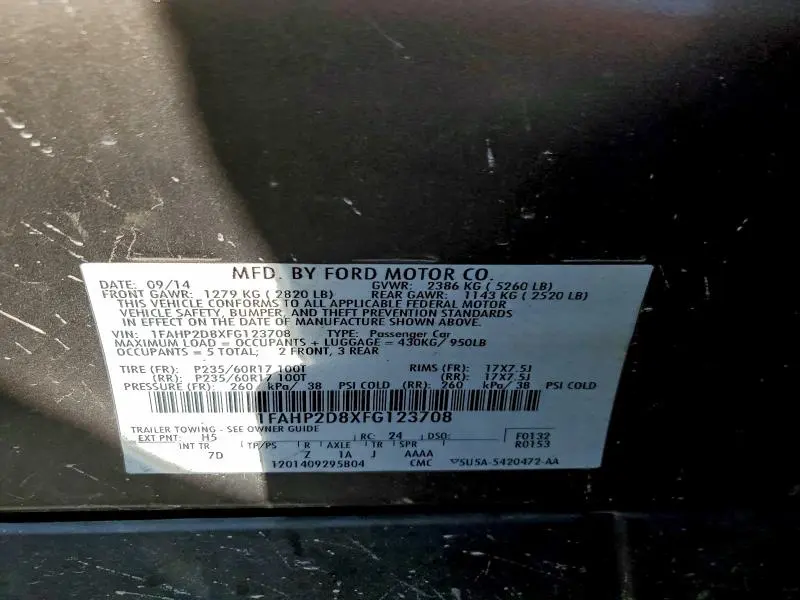 MFD. BY FORD MOTOR CO.
DATE: 09/14 GVWR: 2386 KG ( 5260 LB)
FRONT GAWR: 1279 KG ( 2820 LB) REAR GAWR: 1143 KG ( 2520 LB)
THIS VEHICLE CONFORMS TO ALL APPLICABLE FEDERAL MOTOR
VEHICLE SAFETY, BUMPER, AND THEFT PREVENTION STANDARDS
IN EFFECT ON THE DATE OF MANUFACTURE SHOWN ABOVE.
VIN: 1FAHP2D8XFG123708 TYPE: Passenger Car
MAXIMUM LOAD = OCCUPANTS + LUGGAGE = 430KG/ 950LB
OCCUPANTS = 5 TOTAL; 2 FRONT, 3 REAR
TIRE (FR): P235/60R17 100T RIMS (FR): 17X7.5J
(RR): P235/60R17 100T (RR): 17X7.5J
PRESSURE (FR): 260 kPa/ 38 PSI COLD (RR): 260 kPa/ 38 PSI COLD
1FAHP2D8XFG123708
TRAILER TOWING - SEE OWNER GUIDE
EXT PNT: H5 RC: 24 DSO: F0132
INT TR TP/PS R AXLE TR SPR R0153
7D Z 1A J AAAA
1201409295B04 CMC 5U5A-5420472-AA